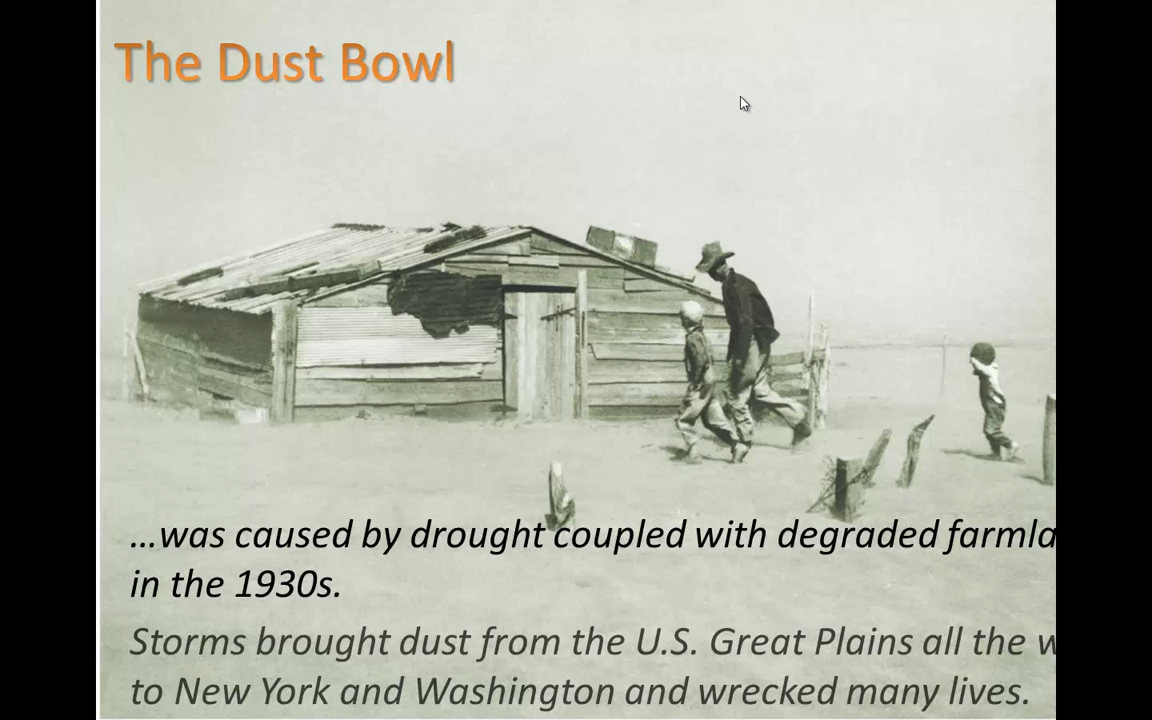 The Dust Bowl
…was caused by drought coupled with degraded
in the 1930s.
Storms brought dust from the U.S. Great Plains all the
to New York and Washington and wrecked many lives.